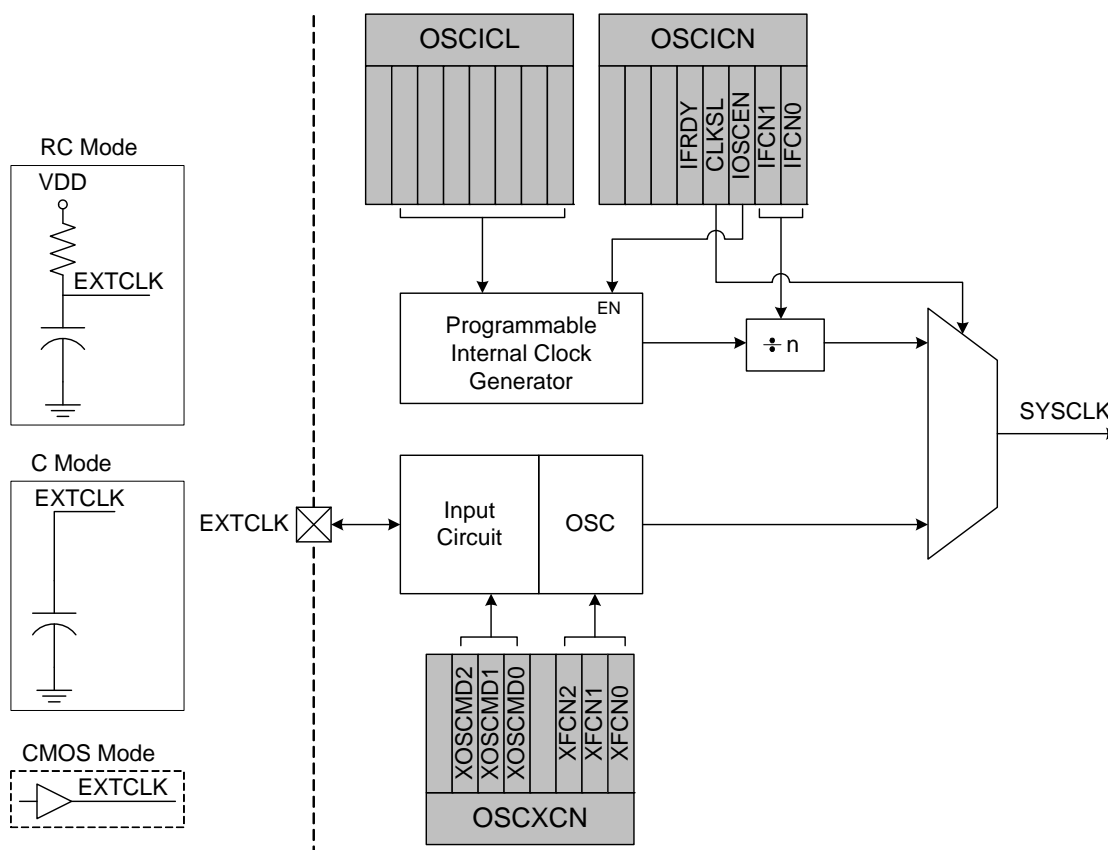 OSCICL
OSCICN
IFRDY
CLKSL
IOSCEN
IFCN1
IFCN0
RC Mode
VDD
EXTCLK
EN
Programmable
Internal Clock
Generator
÷ n
SYSCLK
C Mode
EXTCLK
EXTCLK
Input
Circuit
OSC
XOSCMD2
XOSCMD1
XOSCMD0
XFCN2
XFCN1
XFCN0
OSCXCN
CMOS Mode
EXTCLK